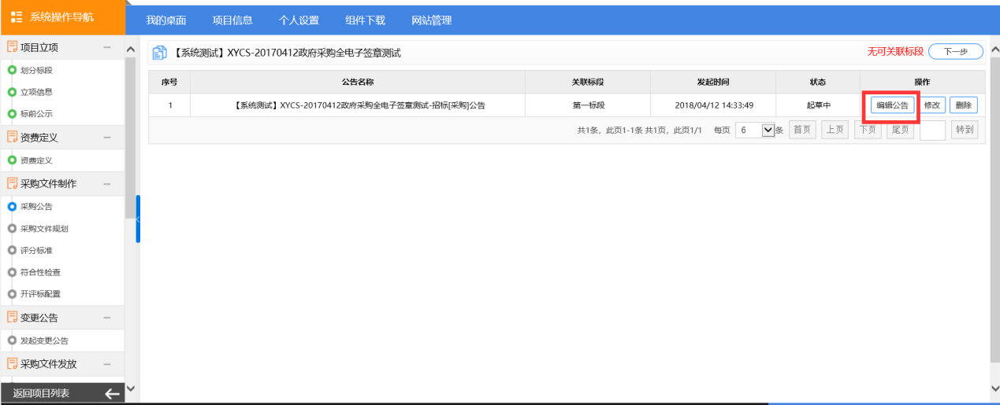 系统操作导航
我的桌面 项目信息 个人设置 组件下载 网站管理
项目立项
划分标段
立项信息
标前公示
资费定义
资费定义
采购文件制作
采购公告
采购文件规划
评分标准
符合性检查
开评标配置
变更公告
发起变更公告
采购文件发放
返回项目列表
【系统测试】XYCS-20170412政府采购全电子签章测试
无可关联标段 下一步
序号 公告名称 关联标段 发起时间 状态 操作
1 【系统测试】XYCS-20170412政府采购全电子签章测试-招标[采购]公告 第一标段 2018/04/12 14:33:49 起草中 编辑公告 修改 删除
共1条，此页1-1条 共1页，此页1/1 每页 6 条 首页 上页 下页 尾页 转到